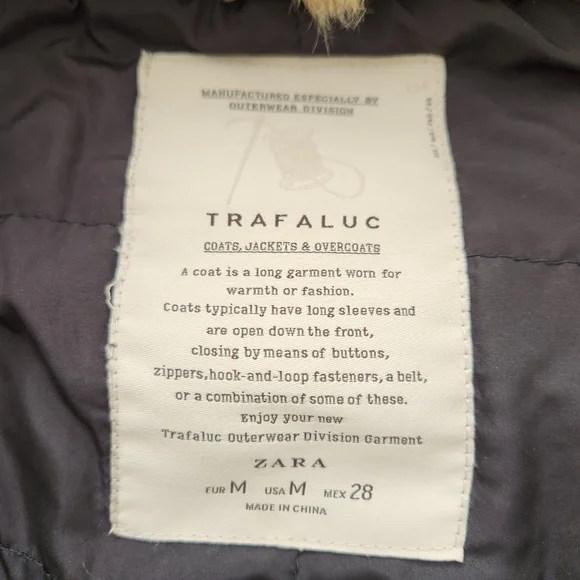 MANUFACTURED ESPECIALLY BY
OUTERWEAR DIVISION
TRAFALUC
COATS, JACKETS & OVERCOATS
A coat is a long garment worn for
warmth or fashion.
Coats typically have long sleeves and
are open down the front,
closing by means of buttons,
zippers,hook-and-loop fasteners, a belt,
or a combination of some of these.
Enjoy your new
Trafaluc Outerwear Division Garment
ZARA
EUR M USA M MEX 28
MADE IN CHINA